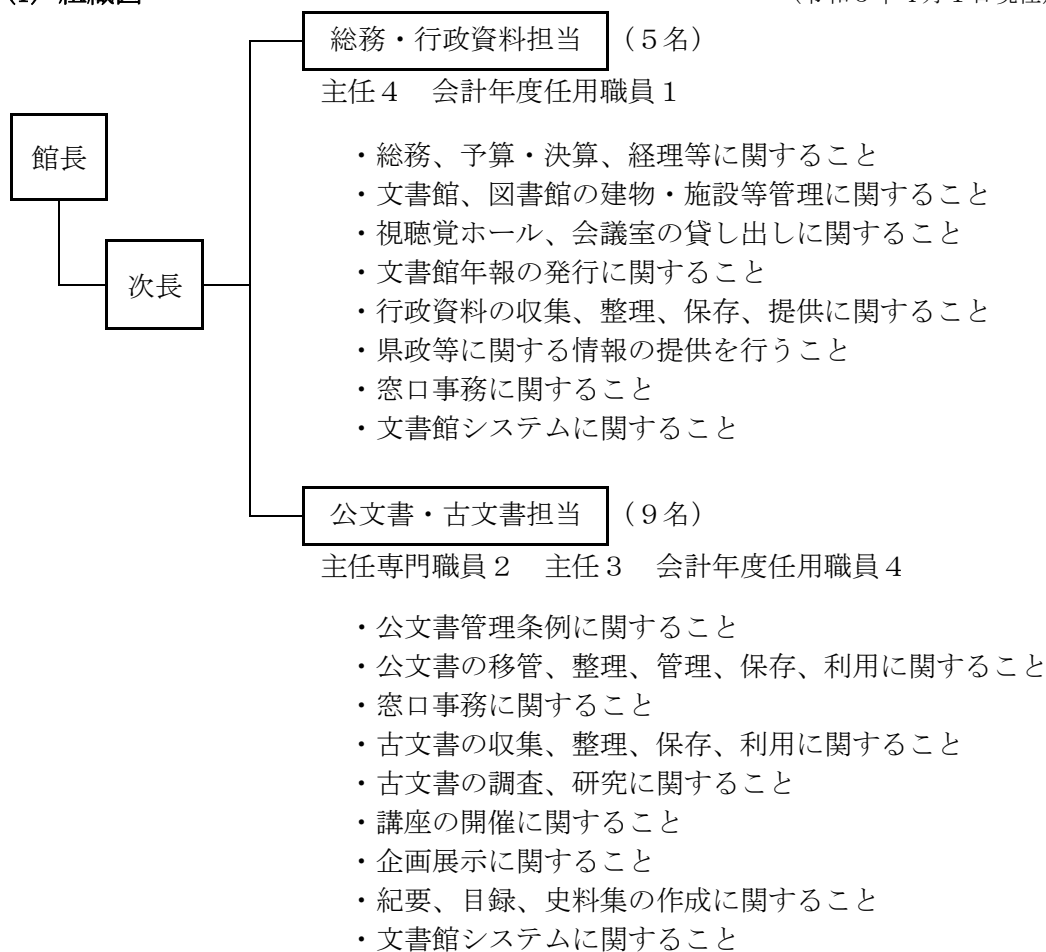 総務・行政資料担当 (5名)
主任4 会計年度任用職員1
・総務、予算・決算、経理等に関すること
館長
・文書館、図書館の建物・施設等管理に関すること
・視聴覚ホール、会議室の貸し出しに関すること
・文書館年報の発行に関すること
次長
・行政資料の収集、整理、保存、提供に関すること
・県政等に関する情報の提供を行うこと
・窓口事務に関すること
・文書館システムに関すること
公文書・古文書担当 (9名)
主任専門職員2 主任3 会計年度任用職員4
・公文書管理条例に関すること
・公文書の移管、整理、管理、保存、利用に関すること
・窓口事務に関すること
・古文書の収集、整理、保存、利用に関すること
・古文書の調査、研究に関すること
・講座の開催に関すること
・企画展示に関すること
・紀要、目録、史料集の作成に関すること
・文書館システムに関すること